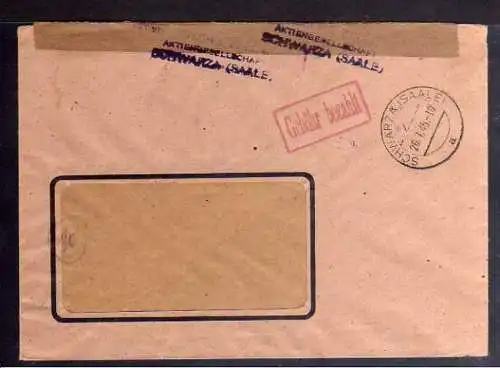 AKTIENGESELLSCHAFT
SCHWARZA (SAALE)
AKTIENGESELLSCHAFT
SCHWARZA (SAALE)
Gebühr bezahlt
SCHWARZA (SAALE)
a